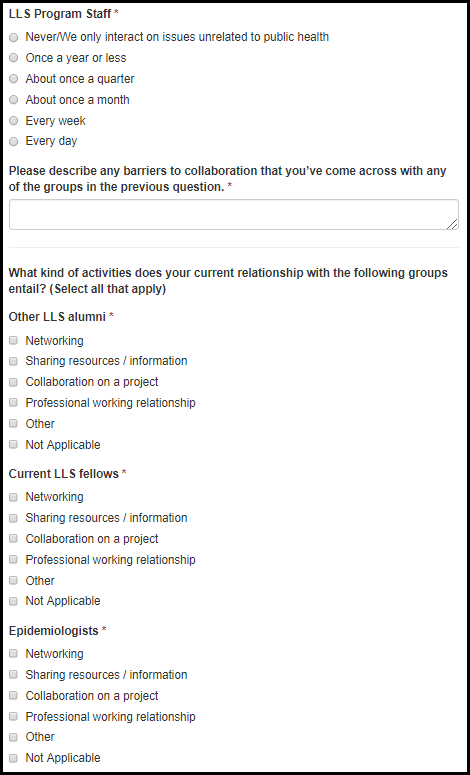 LLS Program Staff *
Never/We only interact on issues unrelated to public health
Once a year or less
About once a quarter
About once a month
Every week
Every day
Please describe any barriers to collaboration that you've come across with any
of the groups in the previous question. *
What kind of activities does your current relationship with the following groups
entail? (Select all that apply)
Other LLS alumni *
Networking
Sharing resources / information
Collaboration on a project
Professional working relationship
Other
Not Applicable
Current LLS fellows *
Networking
Sharing resources / information
Collaboration on a project
Professional working relationship
Other
Not Applicable
Epidemiologists *
Networking
Sharing resources / information
Collaboration on a project
Professional working relationship
Other
Not Applicable